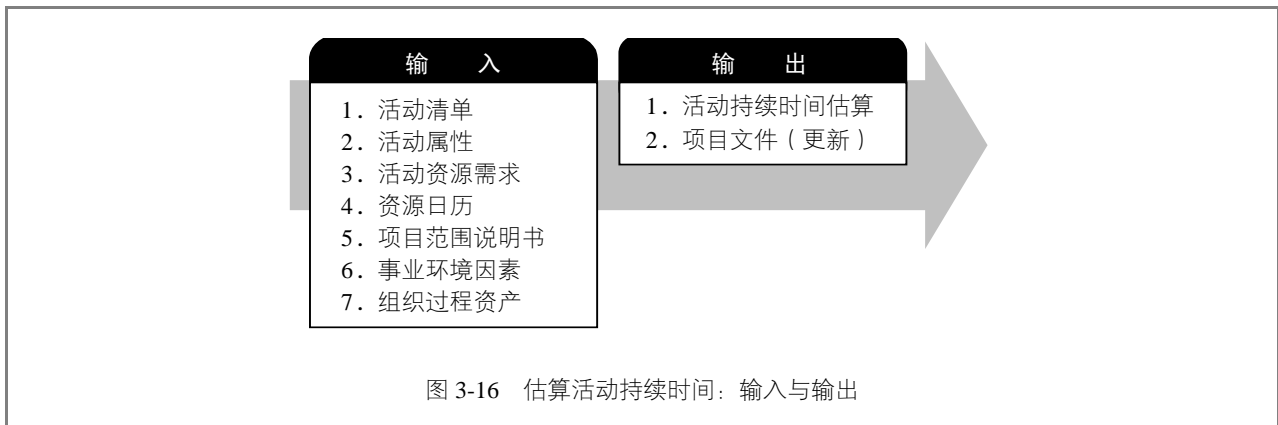 输 入
1．活动清单
2．活动属性
3．活动资源需求
4．资源日历
5．项目范围说明书
6．事业环境因素
7．组织过程资产
输 出
1．活动持续时间估算
2．项目文件（更新）
图 3-16 估算活动持续时间：输入与输出